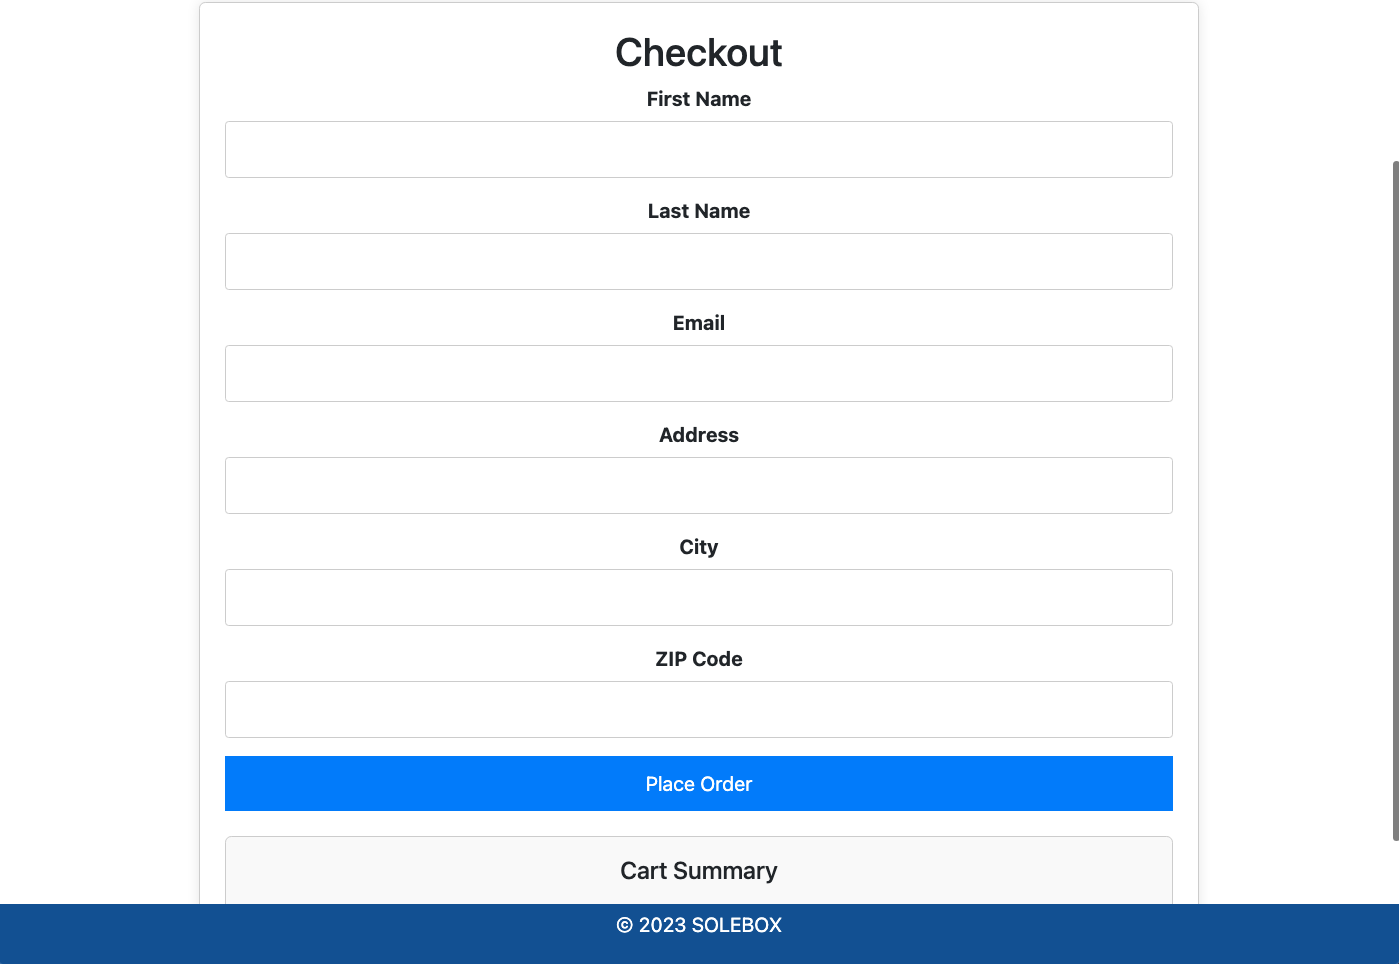 Checkout
First Name
Last Name
Email
Address
City
ZIP Code
Place Order
Cart Summary
© 2023 SOLEBOX